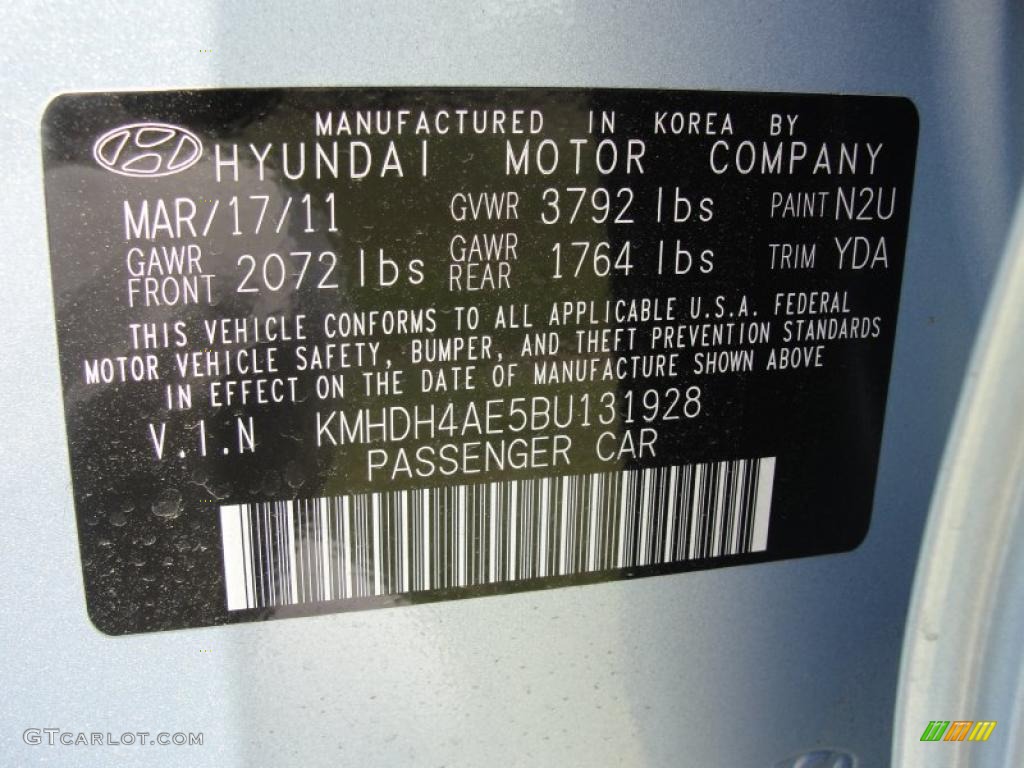 MANUFACTURED IN KOREA BY
HYUNDAI MOTOR COMPANY
MAR/17/11 GVWR 3792 lbs PAINT N2U
GAWR FRONT 2072 lbs GAWR REAR 1764 lbs TRIM YDA
THIS VEHICLE CONFORMS TO ALL APPLICABLE U.S.A. FEDERAL
MOTOR VEHICLE SAFETY, BUMPER, AND THEFT PREVENTION STANDARDS
IN EFFECT ON THE DATE OF MANUFACTURE SHOWN ABOVE
V.I.N KMHDH4AE5BU131928
PASSENGER CAR
GTCARLOT.COM